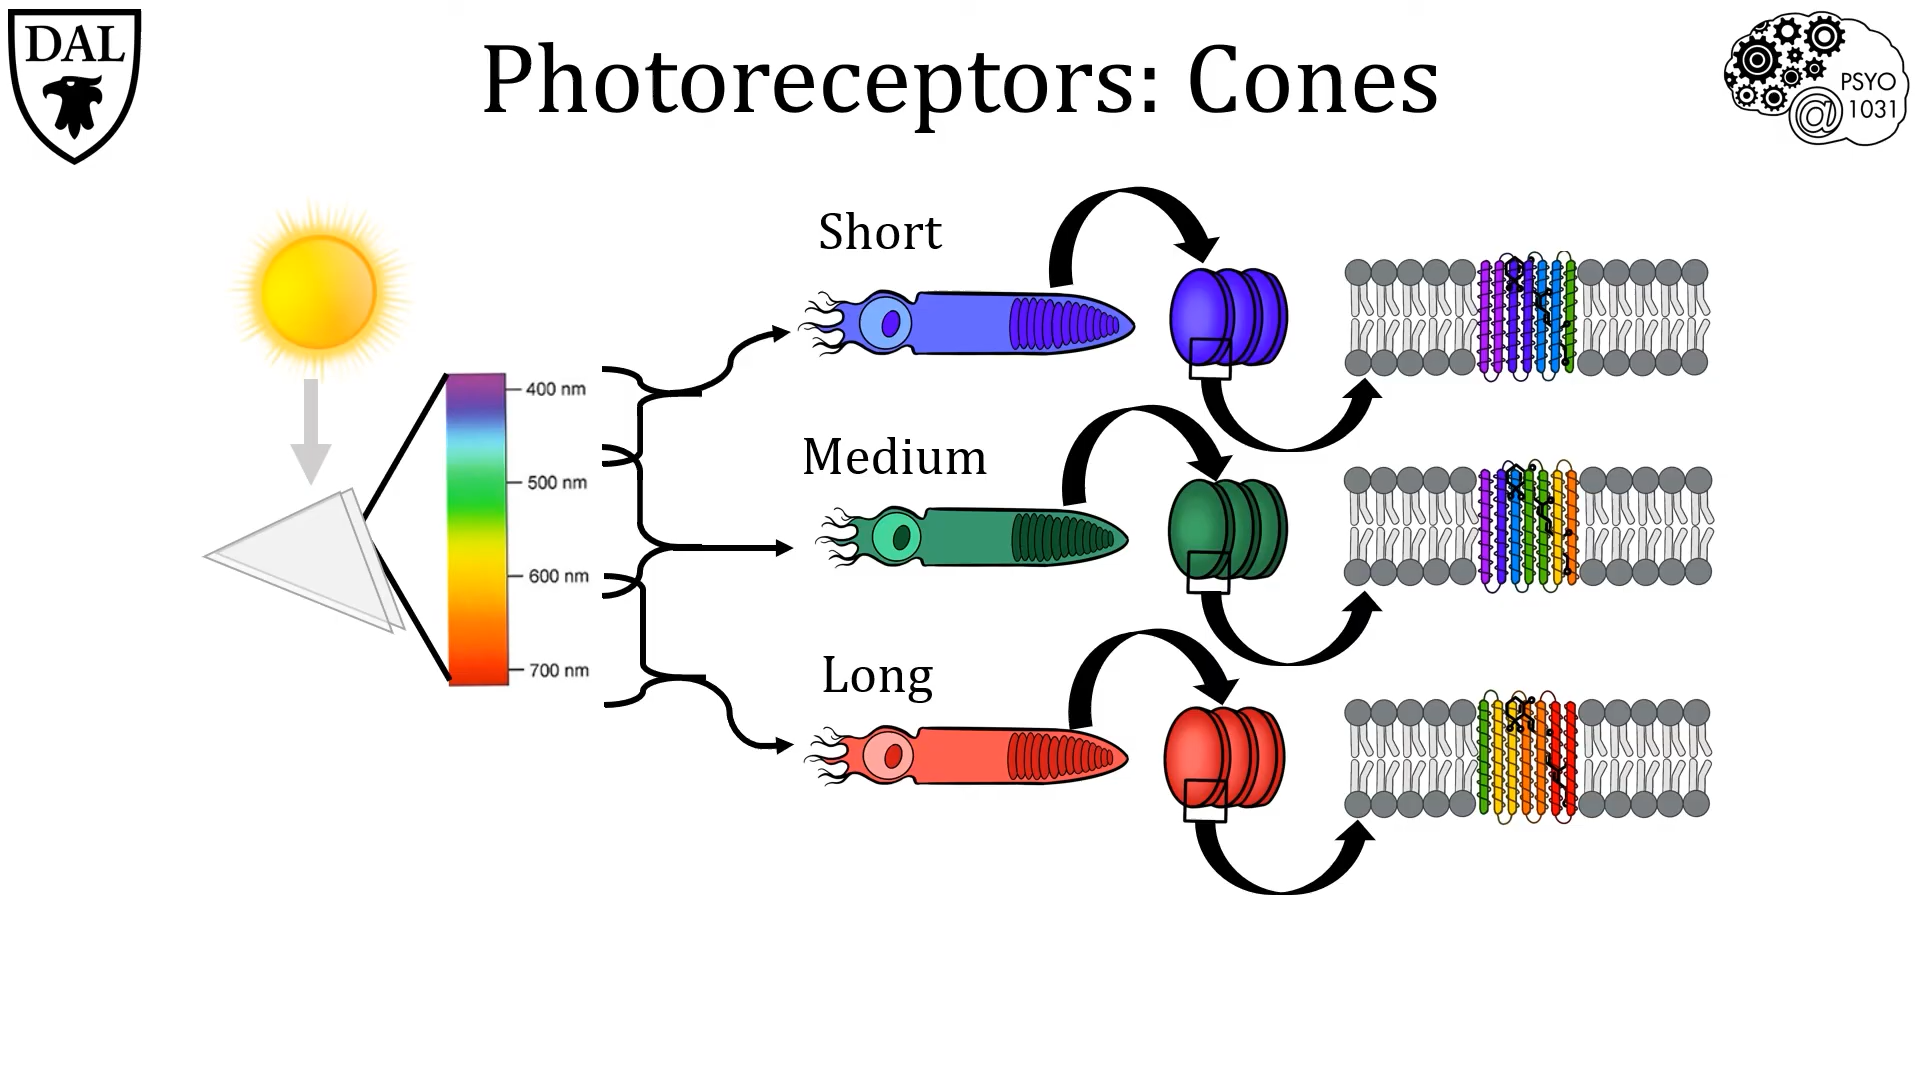 DAL
Photoreceptors: Cones
PSYO
@ 1031
Short
400 nm
Medium
500 nm
600 nm
Long
700 nm